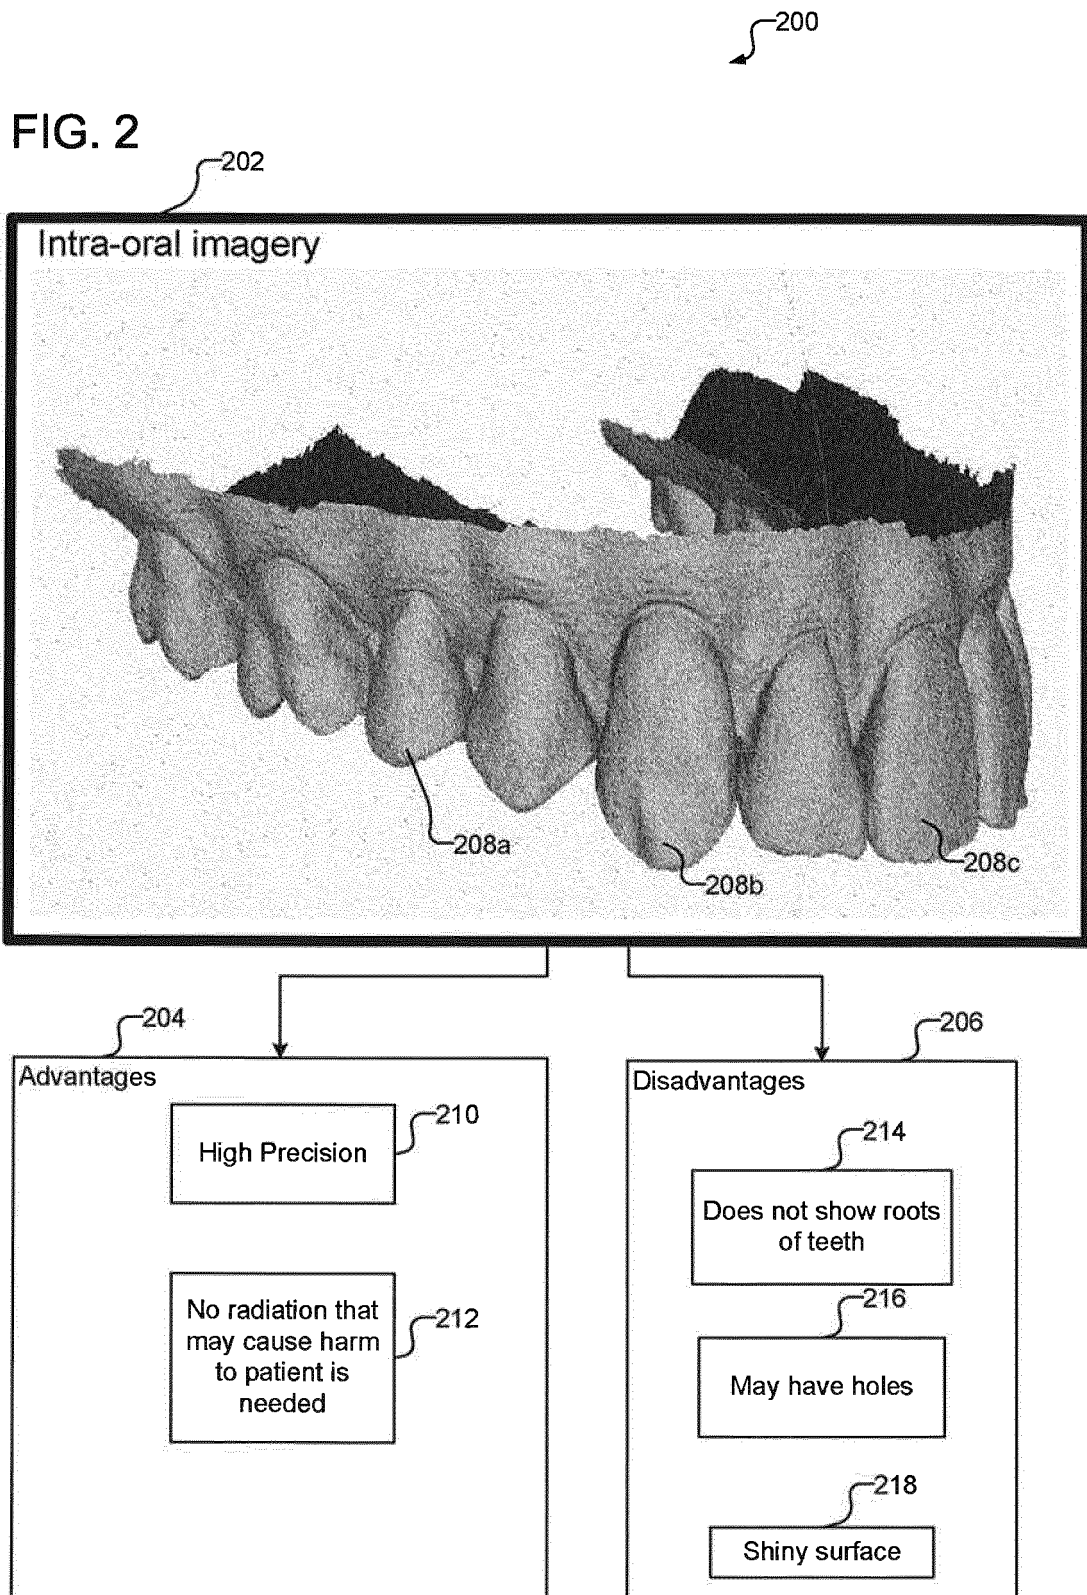 200
FIG. 2
202
Intra-oral imagery
208a
208b
208c
204
206
Advantages
Disadvantages
210
High Precision
214
Does not show roots
of teeth
212
No radiation that
may cause harm
to patient is
needed
216
May have holes
218
Shiny surface